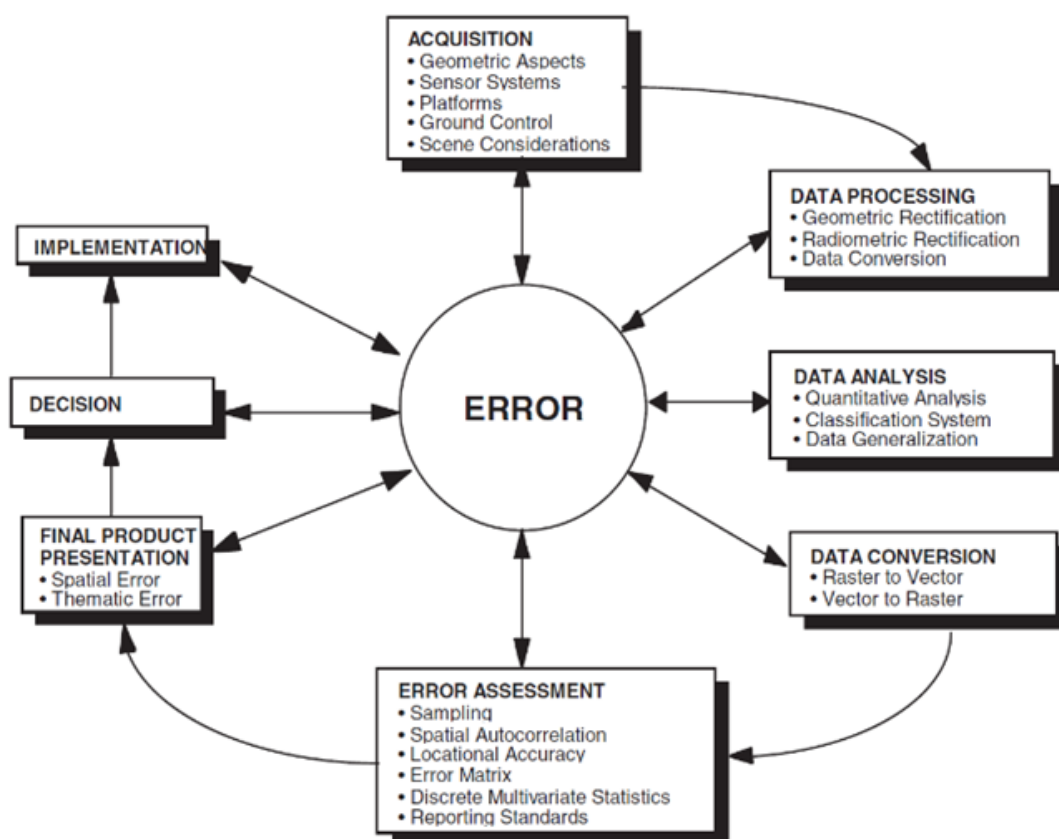 ACQUISITION
• Geometric Aspects
• Sensor Systems
• Platforms
• Ground Control
• Scene Considerations
DATA PROCESSING
• Geometric Rectification
• Radiometric Rectification
• Data Conversion
IMPLEMENTATION
DATA ANALYSIS
• Quantitative Analysis
• Classification System
• Data Generalization
DECISION
ERROR
FINAL PRODUCT
PRESENTATION
• Spatial Error
• Thematic Error
DATA CONVERSION
• Raster to Vector
• Vector to Raster
ERROR ASSESSMENT
• Sampling
• Spatial Autocorrelation
• Locational Accuracy
• Error Matrix
• Discrete Multivariate Statistics
• Reporting Standards